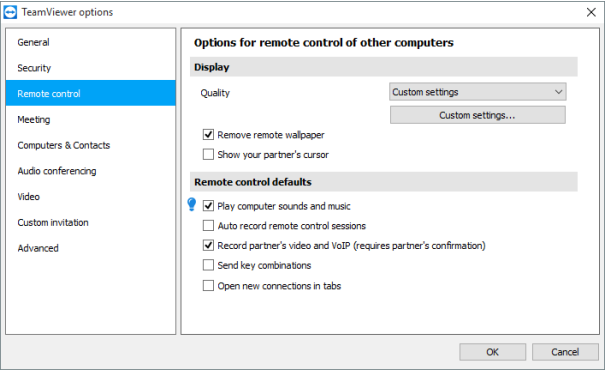 TeamViewer options
General
Security
Remote control
Meeting
Computers & Contacts
Audio conferencing
Video
Custom invitation
Advanced
Options for remote control of other computers
Display
Quality
Custom settings
Custom settings...
Remove remote wallpaper
Show your partner's cursor
Remote control defaults
Play computer sounds and music
Auto record remote control sessions
Record partner's video and VoIP (requires partner's confirmation)
Send key combinations
Open new connections in tabs
OK
Cancel